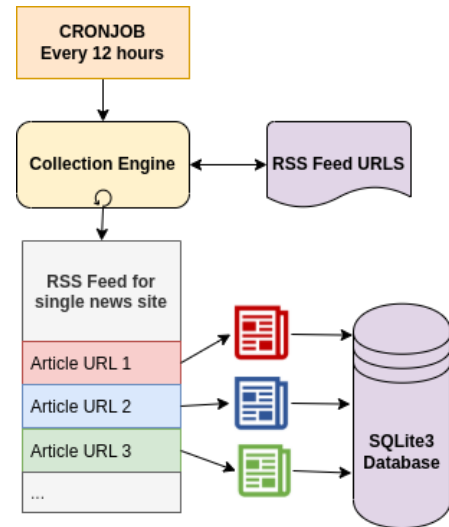 CRONJOB
Every 12 hours
Collection Engine
RSS Feed URLS
RSS Feed for
single news site
Article URL 1
Article URL 2
Article URL 3
...
SQLite3
Database